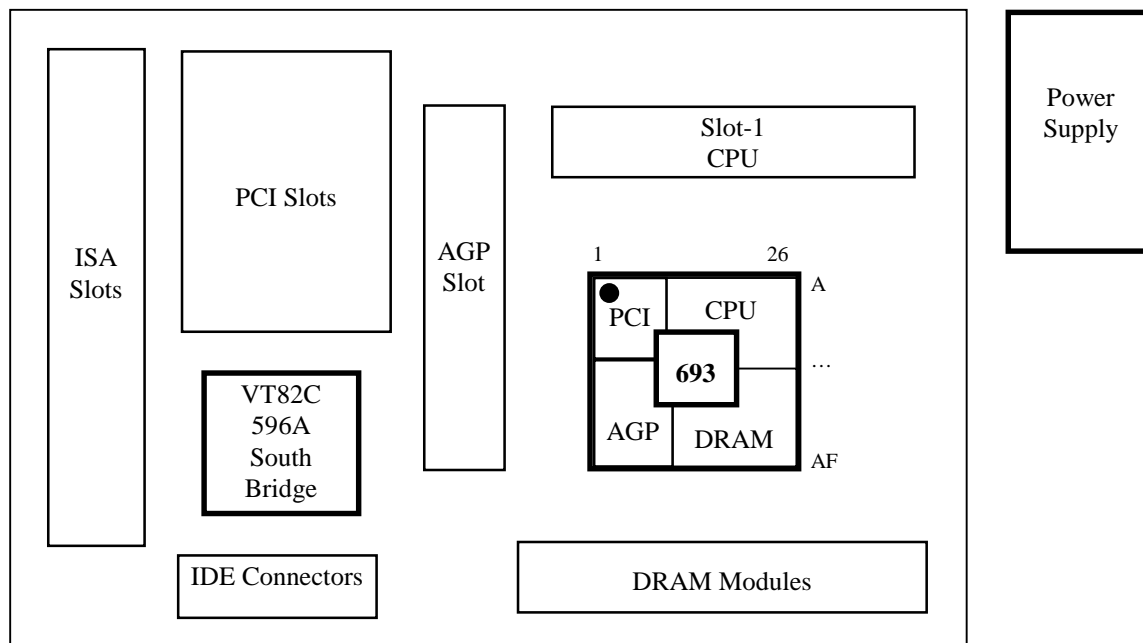 ISA
Slots
PCI Slots
AGP
Slot
Slot-1
CPU
Power
Supply
1
26
A
PCI
CPU
693
…
AGP
DRAM
AF
VT82C
596A
South
Bridge
IDE Connectors
DRAM Modules